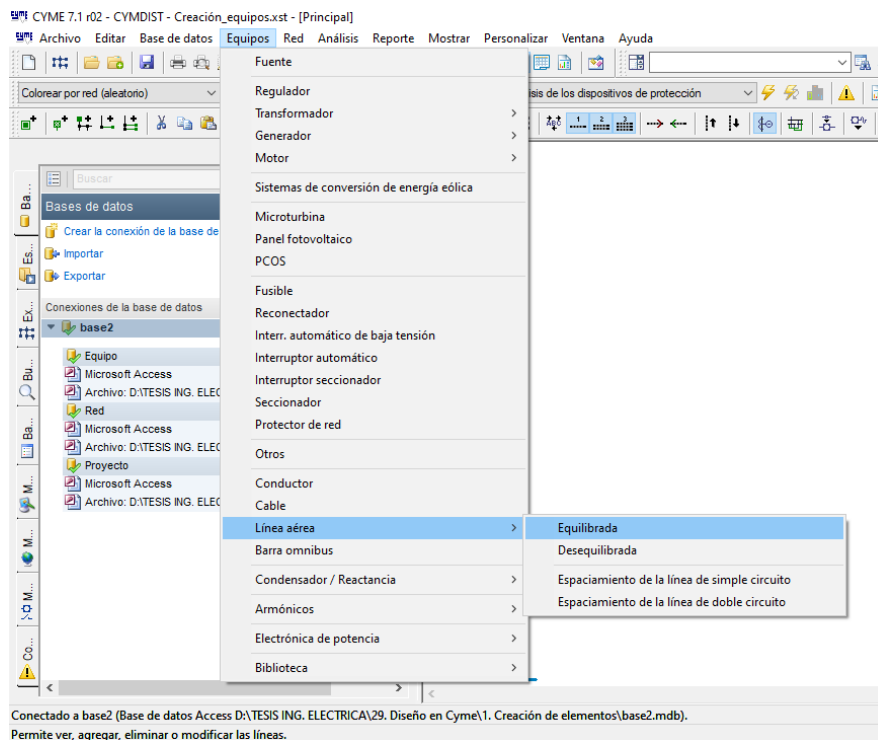 CYME 7.1 r02 - CYMDIST - Creación_equipos.xst - [Principal]
Archivo Editar Base de datos Equipos Red Análisis Reporte Mostrar Personalizar Ventana Ayuda
Colorear por red (aleatorio)
isis de los dispositivos de protección
Buscar
Bases de datos
Crear la conexión de la base de
Importar
Exportar
Conexiones de la base de datos
base2
Equipo
Microsoft Access
Archivo: D:\TESIS ING. ELEC
Red
Microsoft Access
Archivo: D:\TESIS ING. ELEC
Proyecto
Microsoft Access
Archivo: D:\TESIS ING. ELEC
Ba...
Es...
Ex...
Bu...
Ba...
M...
M...
M...
Co...
Fuente
Regulador
Transformador
Generador
Motor
Sistemas de conversión de energía eólica
Microturbina
Panel fotovoltaico
PCOS
Fusible
Reconectador
Interr. automático de baja tensión
Interruptor automático
Interruptor seccionador
Seccionador
Protector de red
Otros
Conductor
Cable
Línea aérea
Barra omnibus
Condensador / Reactancia
Armónicos
Electrónica de potencia
Biblioteca
Equilibrada
Desequilibrada
Espaciamiento de la línea de simple circuito
Espaciamiento de la línea de doble circuito
Conectado a base2 (Base de datos Access D:\TESIS ING. ELECTRICA\29. Diseño en Cyme\1. Creación de elementos\base2.mdb).
Permite ver, agregar, eliminar o modificar las líneas.